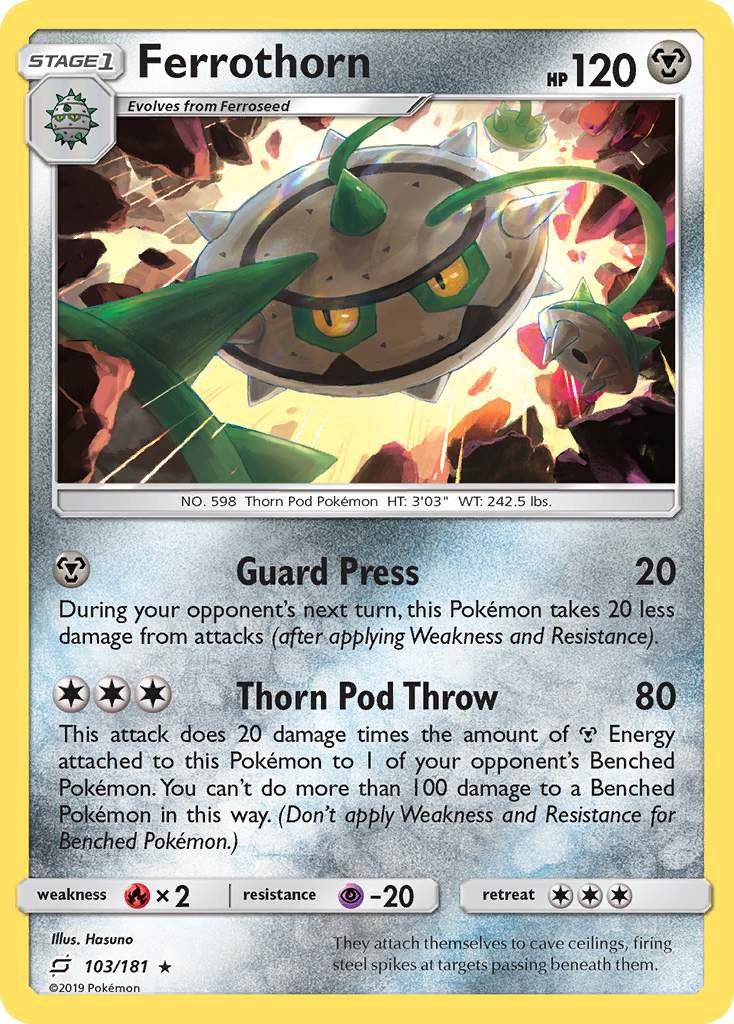 STAGE1
Ferrothorn
HP 120
Evolves from Ferroseed
NO. 598 Thorn Pod Pokémon HT: 3'03" WT: 242.5 lbs.
Guard Press 20
During your opponent's next turn, this Pokémon takes 20 less
damage from attacks (after applying Weakness and Resistance).
Thorn Pod Throw 80
This attack does 20 damage times the amount of Energy
attached to this Pokémon to 1 of your opponent's Benched
Pokémon. You can't do more than 100 damage to a Benched
Pokémon in this way. (Don't apply Weakness and Resistance for
Benched Pokémon.)
weakness ×2 resistance -20 retreat
Illus. Hasuno
103/181 ★
©2019 Pokémon
They attach themselves to cave ceilings, firing
steel spikes at targets passing beneath them.